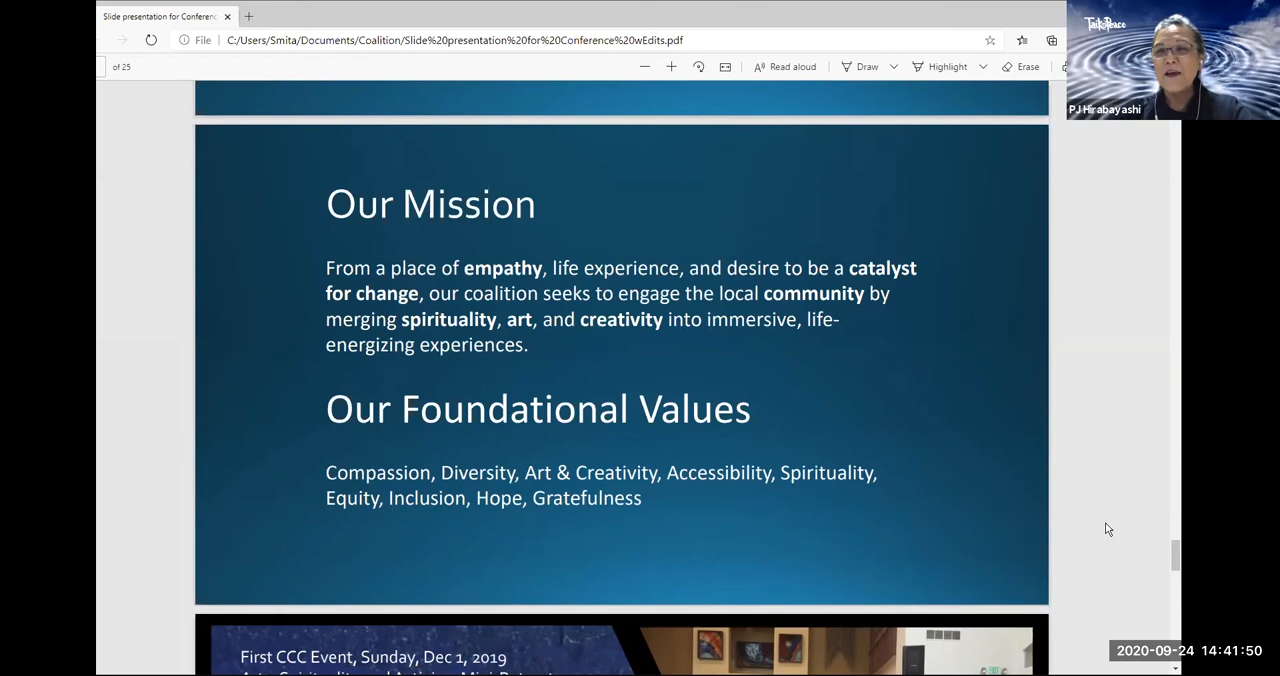 Slide presentation for Conferenc
File C:/Users/Smita/Documents/Coalition/Slide%20presentation%20for%20Conference%20wEdits.pdf
of 25
Read aloud
Draw
Highlight
Erase
TaikoPeace
PJ Hirabayashi
Our Mission
From a place of empathy, life experience, and desire to be a catalyst
for change, our coalition seeks to engage the local community by
merging spirituality, art, and creativity into immersive, life-
energizing experiences.
Our Foundational Values
Compassion, Diversity, Art & Creativity, Accessibility, Spirituality,
Equity, Inclusion, Hope, Gratefulness
First CCC Event, Sunday, Dec 1, 2019
2020-09-24 14:41:50